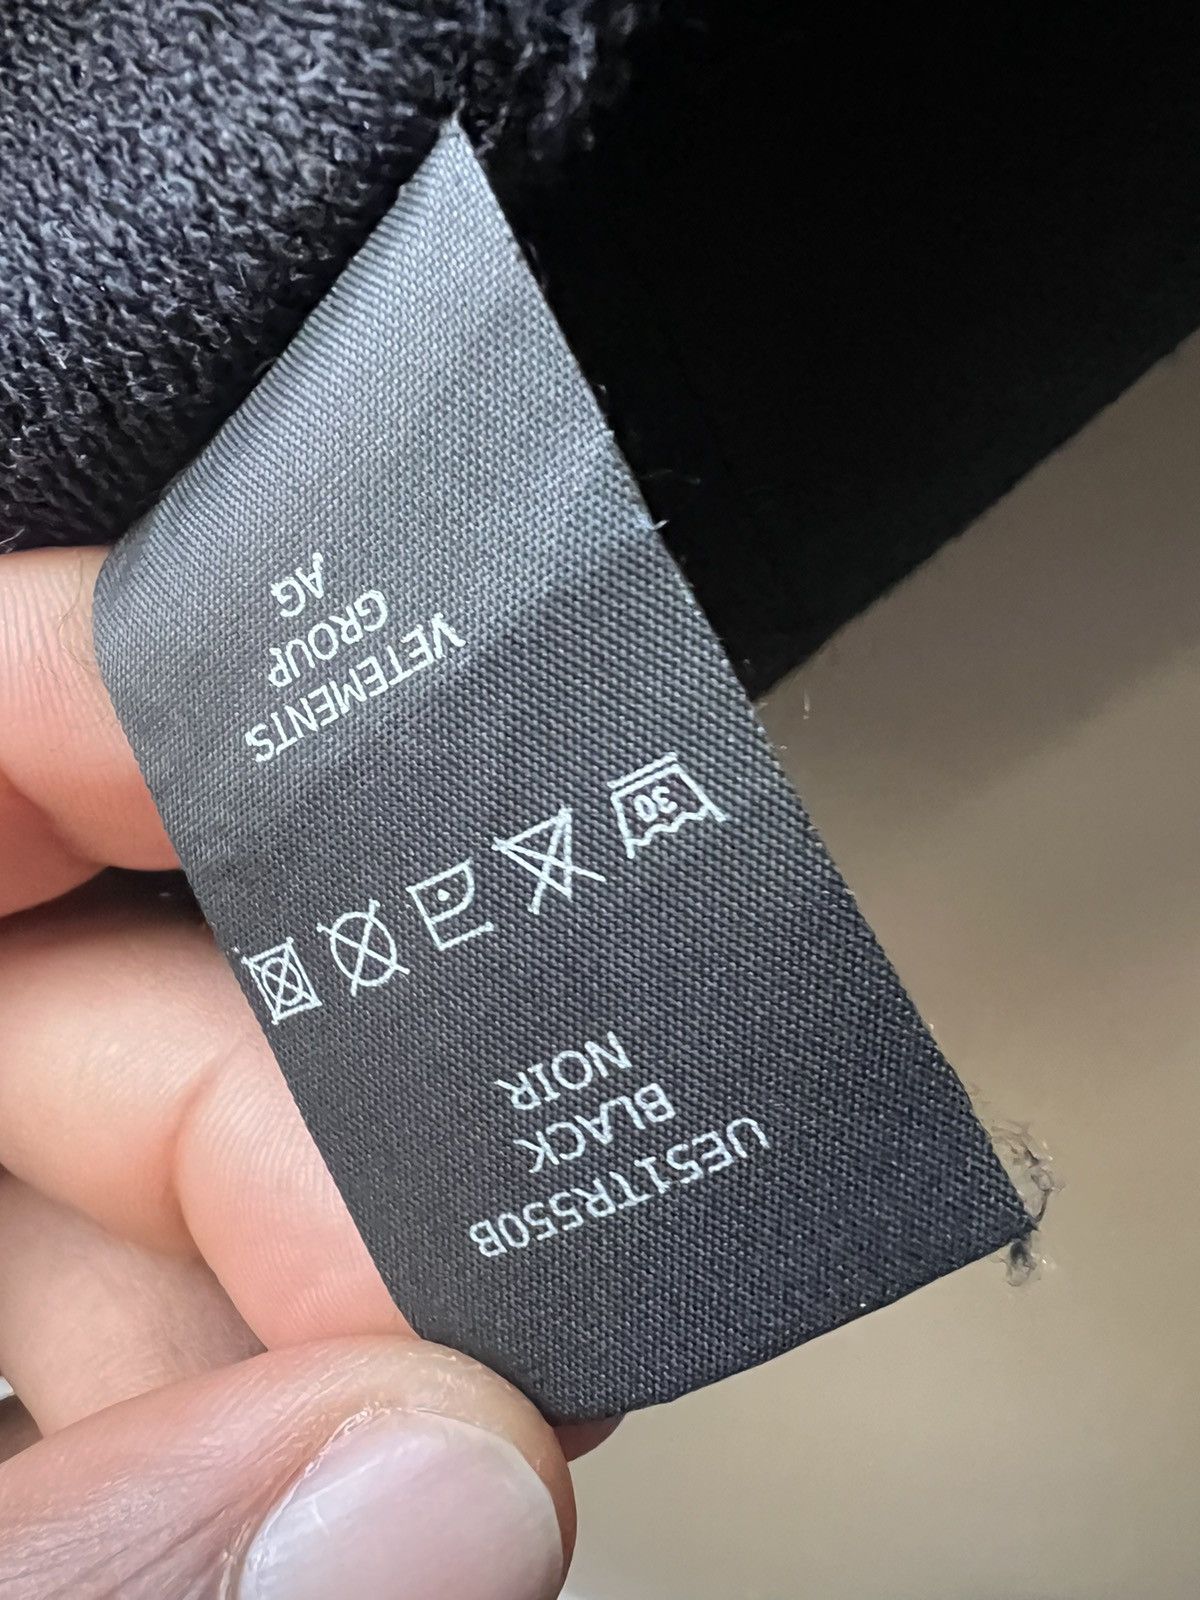 VETEMENTS
GROUP
AG
30
UE51TR550B
BLACK
NOIR